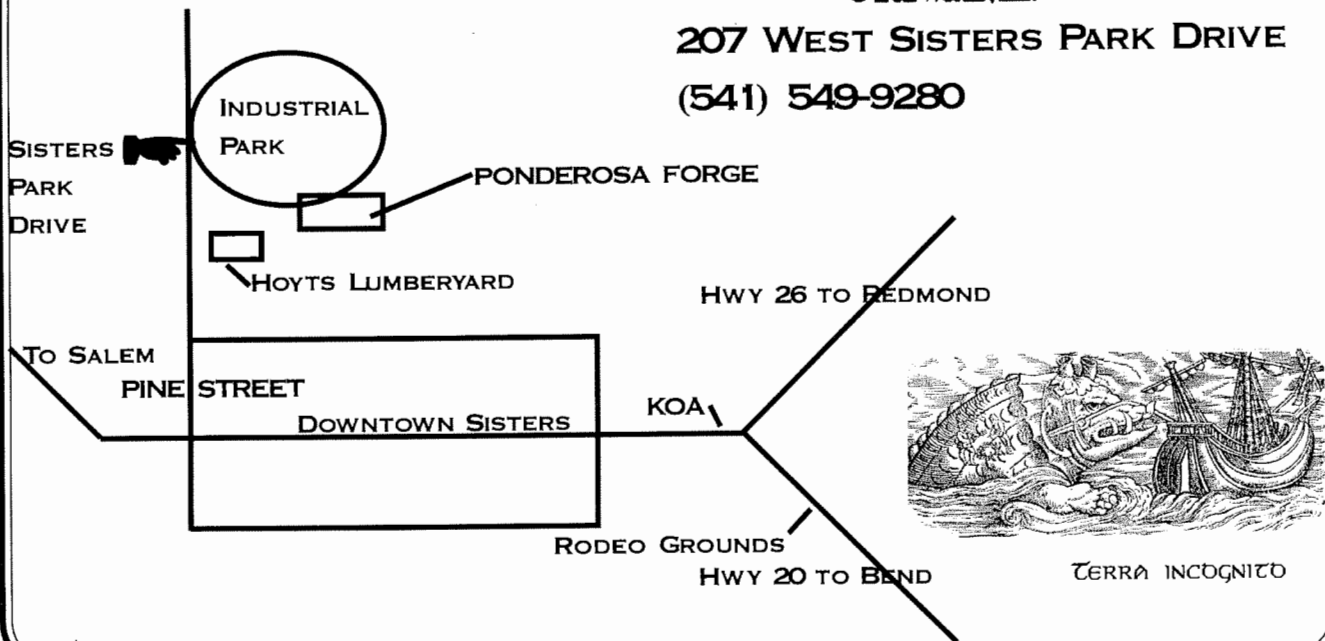 207 WEST SISTERS PARK DRIVE
(541) 549-9280
INDUSTRIAL
PARK
SISTERS
PARK
DRIVE
PONDEROSA FORGE
HOYTS LUMBERYARD
HWY 26 TO REDMOND
TO SALEM
PINE STREET
DOWNTOWN SISTERS
KOA
RODEO GROUNDS
HWY 20 TO BEND
TERRA INCOGNITO